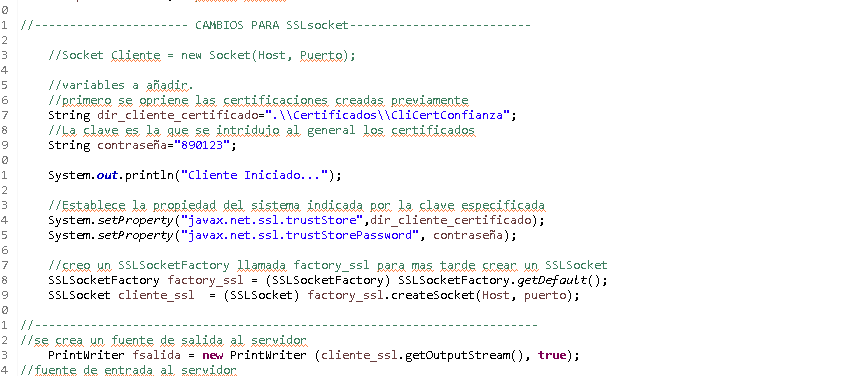 0
1 //---------------------- CAMBIOS PARA SSLsocket--------------------------
2
3 //Socket Cliente = new Socket(Host, Puerto);
4
5 //variables a añadir.
6 //primero se opriene las certificaciones creadas previamente
7 String dir_cliente_certificado=".\\Certificados\\CliCertConfianza";
8 //La clave es la que se intridujo al general los certificados
9 String contraseña="890123";
0
1 System.out.println("Cliente Iniciado...");
2
3 //Establece la propiedad del sistema indicada por la clave especificada
4 System.setProperty("javax.net.ssl.trustStore",dir_cliente_certificado);
5 System.setProperty("javax.net.ssl.trustStorePassword", contraseña);
6
7 //creo un SSLSocketFactory llamada factory_ssl para mas tarde crear un SSLSocket
8 SSLSocketFactory factory_ssl = (SSLSocketFactory) SSLSocketFactory.getDefault();
9 SSLSocket cliente_ssl  = (SSLSocket) factory_ssl.createSocket(Host, puerto);
0
1 //------------------------------------------------------------------------
2 //se crea un fuente de salida al servidor
3 PrintWriter fsalida = new PrintWriter (cliente_ssl.getOutputStream(), true);
4 //fuente de entrada al servidor